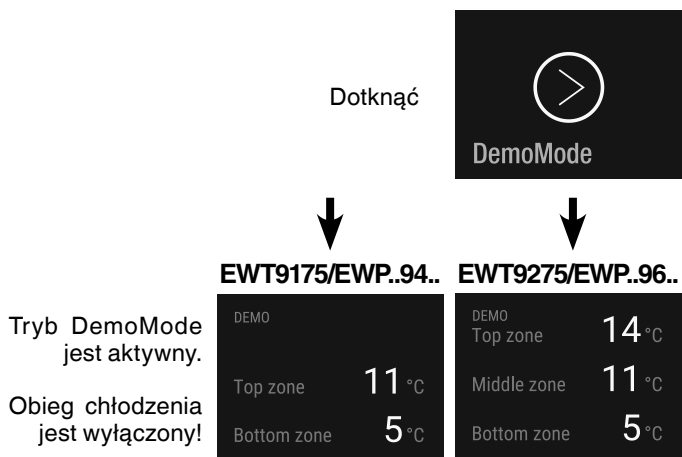 Dotknąć
DemoMode
EWT9175/EWP..94..
EWT9275/EWP..96..
Tryb DemoMode
jest aktywny.
Obieg chłodzenia
jest wyłączony!
DEMO
Top zone 11 °C
Bottom zone 5 °C
DEMO
Top zone 14 °C
Middle zone 11 °C
Bottom zone 5 °C